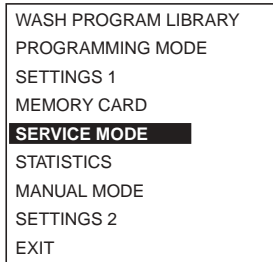 WASH PROGRAM LIBRARY
PROGRAMMING MODE
SETTINGS 1
MEMORY CARD
SERVICE MODE
STATISTICS
MANUAL MODE
SETTINGS 2
EXIT